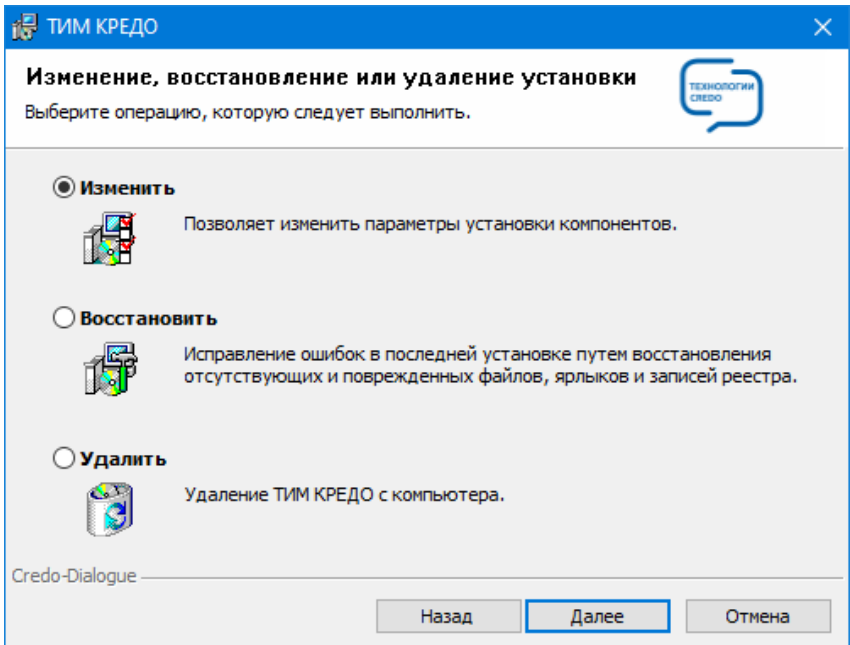 ТИМ КРЕДО
Изменение, восстановление или удаление установки
Выберите операцию, которую следует выполнить.
ТЕХНОЛОГИИ
CREDO
Изменить
Позволяет изменить параметры установки компонентов.
Восстановить
Исправление ошибок в последней установке путем восстановления
отсутствующих и поврежденных файлов, ярлыков и записей реестра.
Удалить
Удаление ТИМ КРЕДО с компьютера.
Credo-Dialogue
Назад Далее Отмена